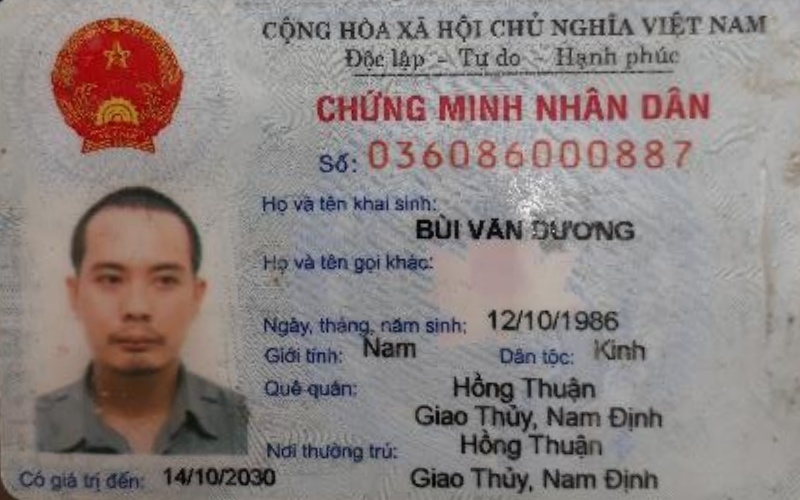 CỘNG HÒA XÃ HỘI CHỦ NGHĨA VIỆT NAM
Độc lập - Tự do - Hạnh phúc
CHỨNG MINH NHÂN DÂN
Số: 036086000887
Họ và tên khai sinh:
BÙI VĂN DƯƠNG
Họ và tên gọi khác:
Ngày, tháng, năm sinh: 12/10/1986
Giới tính: Nam Dân tộc: Kinh
Quê quán: Hồng Thuận
Giao Thủy, Nam Định
Nơi thường trú: Hồng Thuận
Giao Thủy, Nam Định
Có giá trị đến: 14/10/2030